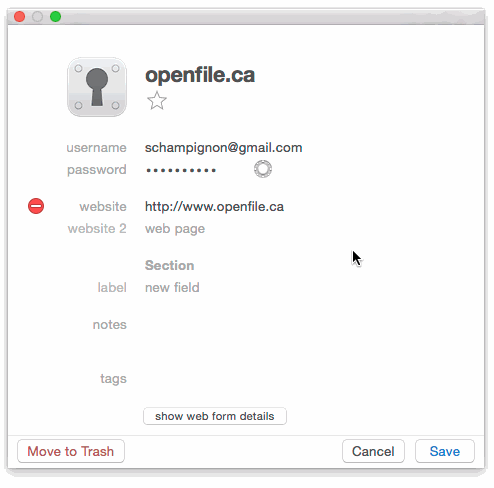 openfile.ca
username schampignon@gmail.com
password ••••••••••
website http://www.openfile.ca
website 2 web page
Section
label new field
notes
tags
show web form details
Move to Trash Cancel Save